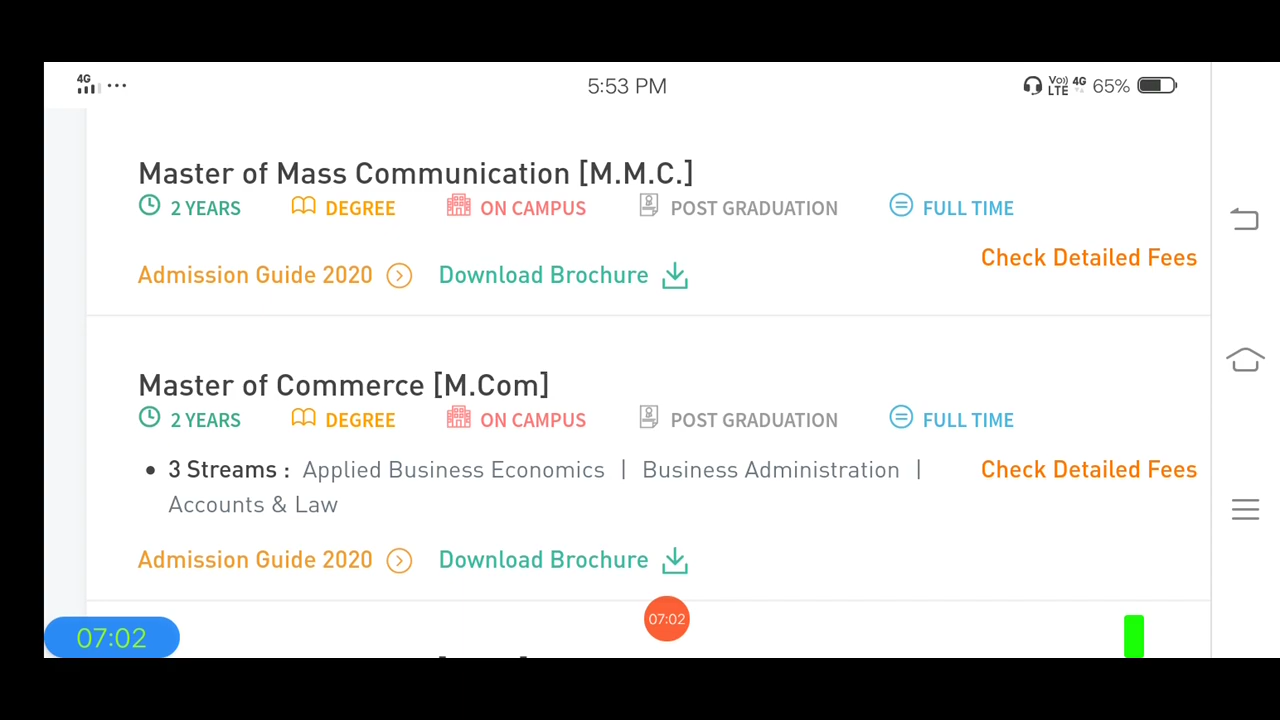 4G 5:53 PM Vo)) LTE 4G 65%
Master of Mass Communication [M.M.C.]
2 YEARS DEGREE ON CAMPUS POST GRADUATION FULL TIME
Check Detailed Fees
Admission Guide 2020 Download Brochure
Master of Commerce [M.Com]
2 YEARS DEGREE ON CAMPUS POST GRADUATION FULL TIME
• 3 Streams : Applied Business Economics | Business Administration | Check Detailed Fees
Accounts & Law
Admission Guide 2020 Download Brochure
07:02
07:02